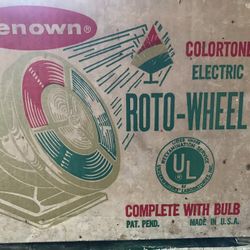 enown®
COLORTONE
ELECTRIC
ROTO-WHEEL
UL
®
COMPLETE WITH BULB
PAT. PEND. MADE IN U.S.A.